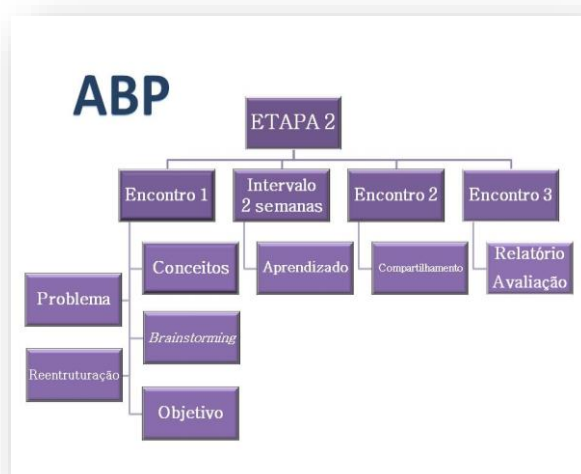 ABP
ETAPA 2
Encontro 1
Intervalo
2 semanas
Encontro 2
Encontro 3
Conceitos
Aprendizado
Compartilhamento
Relatório
Avaliação
Problema
Brainstorming
Reentruturação
Objetivo